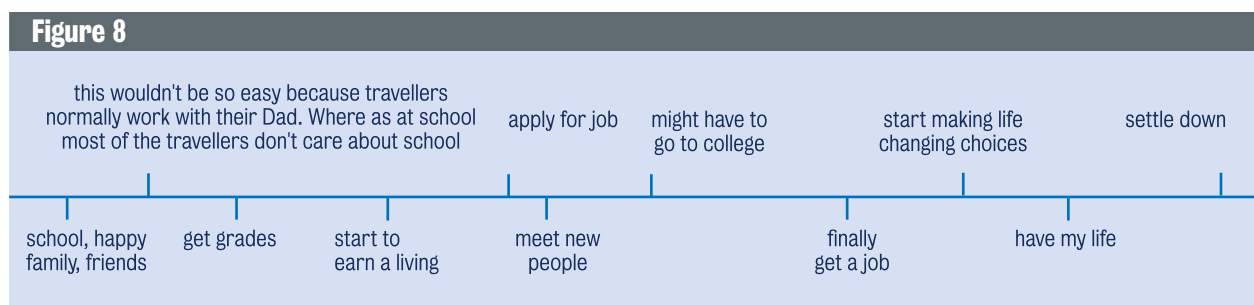 Figure 8
this wouldn't be so easy because travellers
normally work with their Dad. Where as at school
most of the travellers don't care about school
apply for job
might have to
go to college
start making life
changing choices
settle down
school, happy
family, friends
get grades
start to
earn a living
meet new
people
finally
get a job
have my life